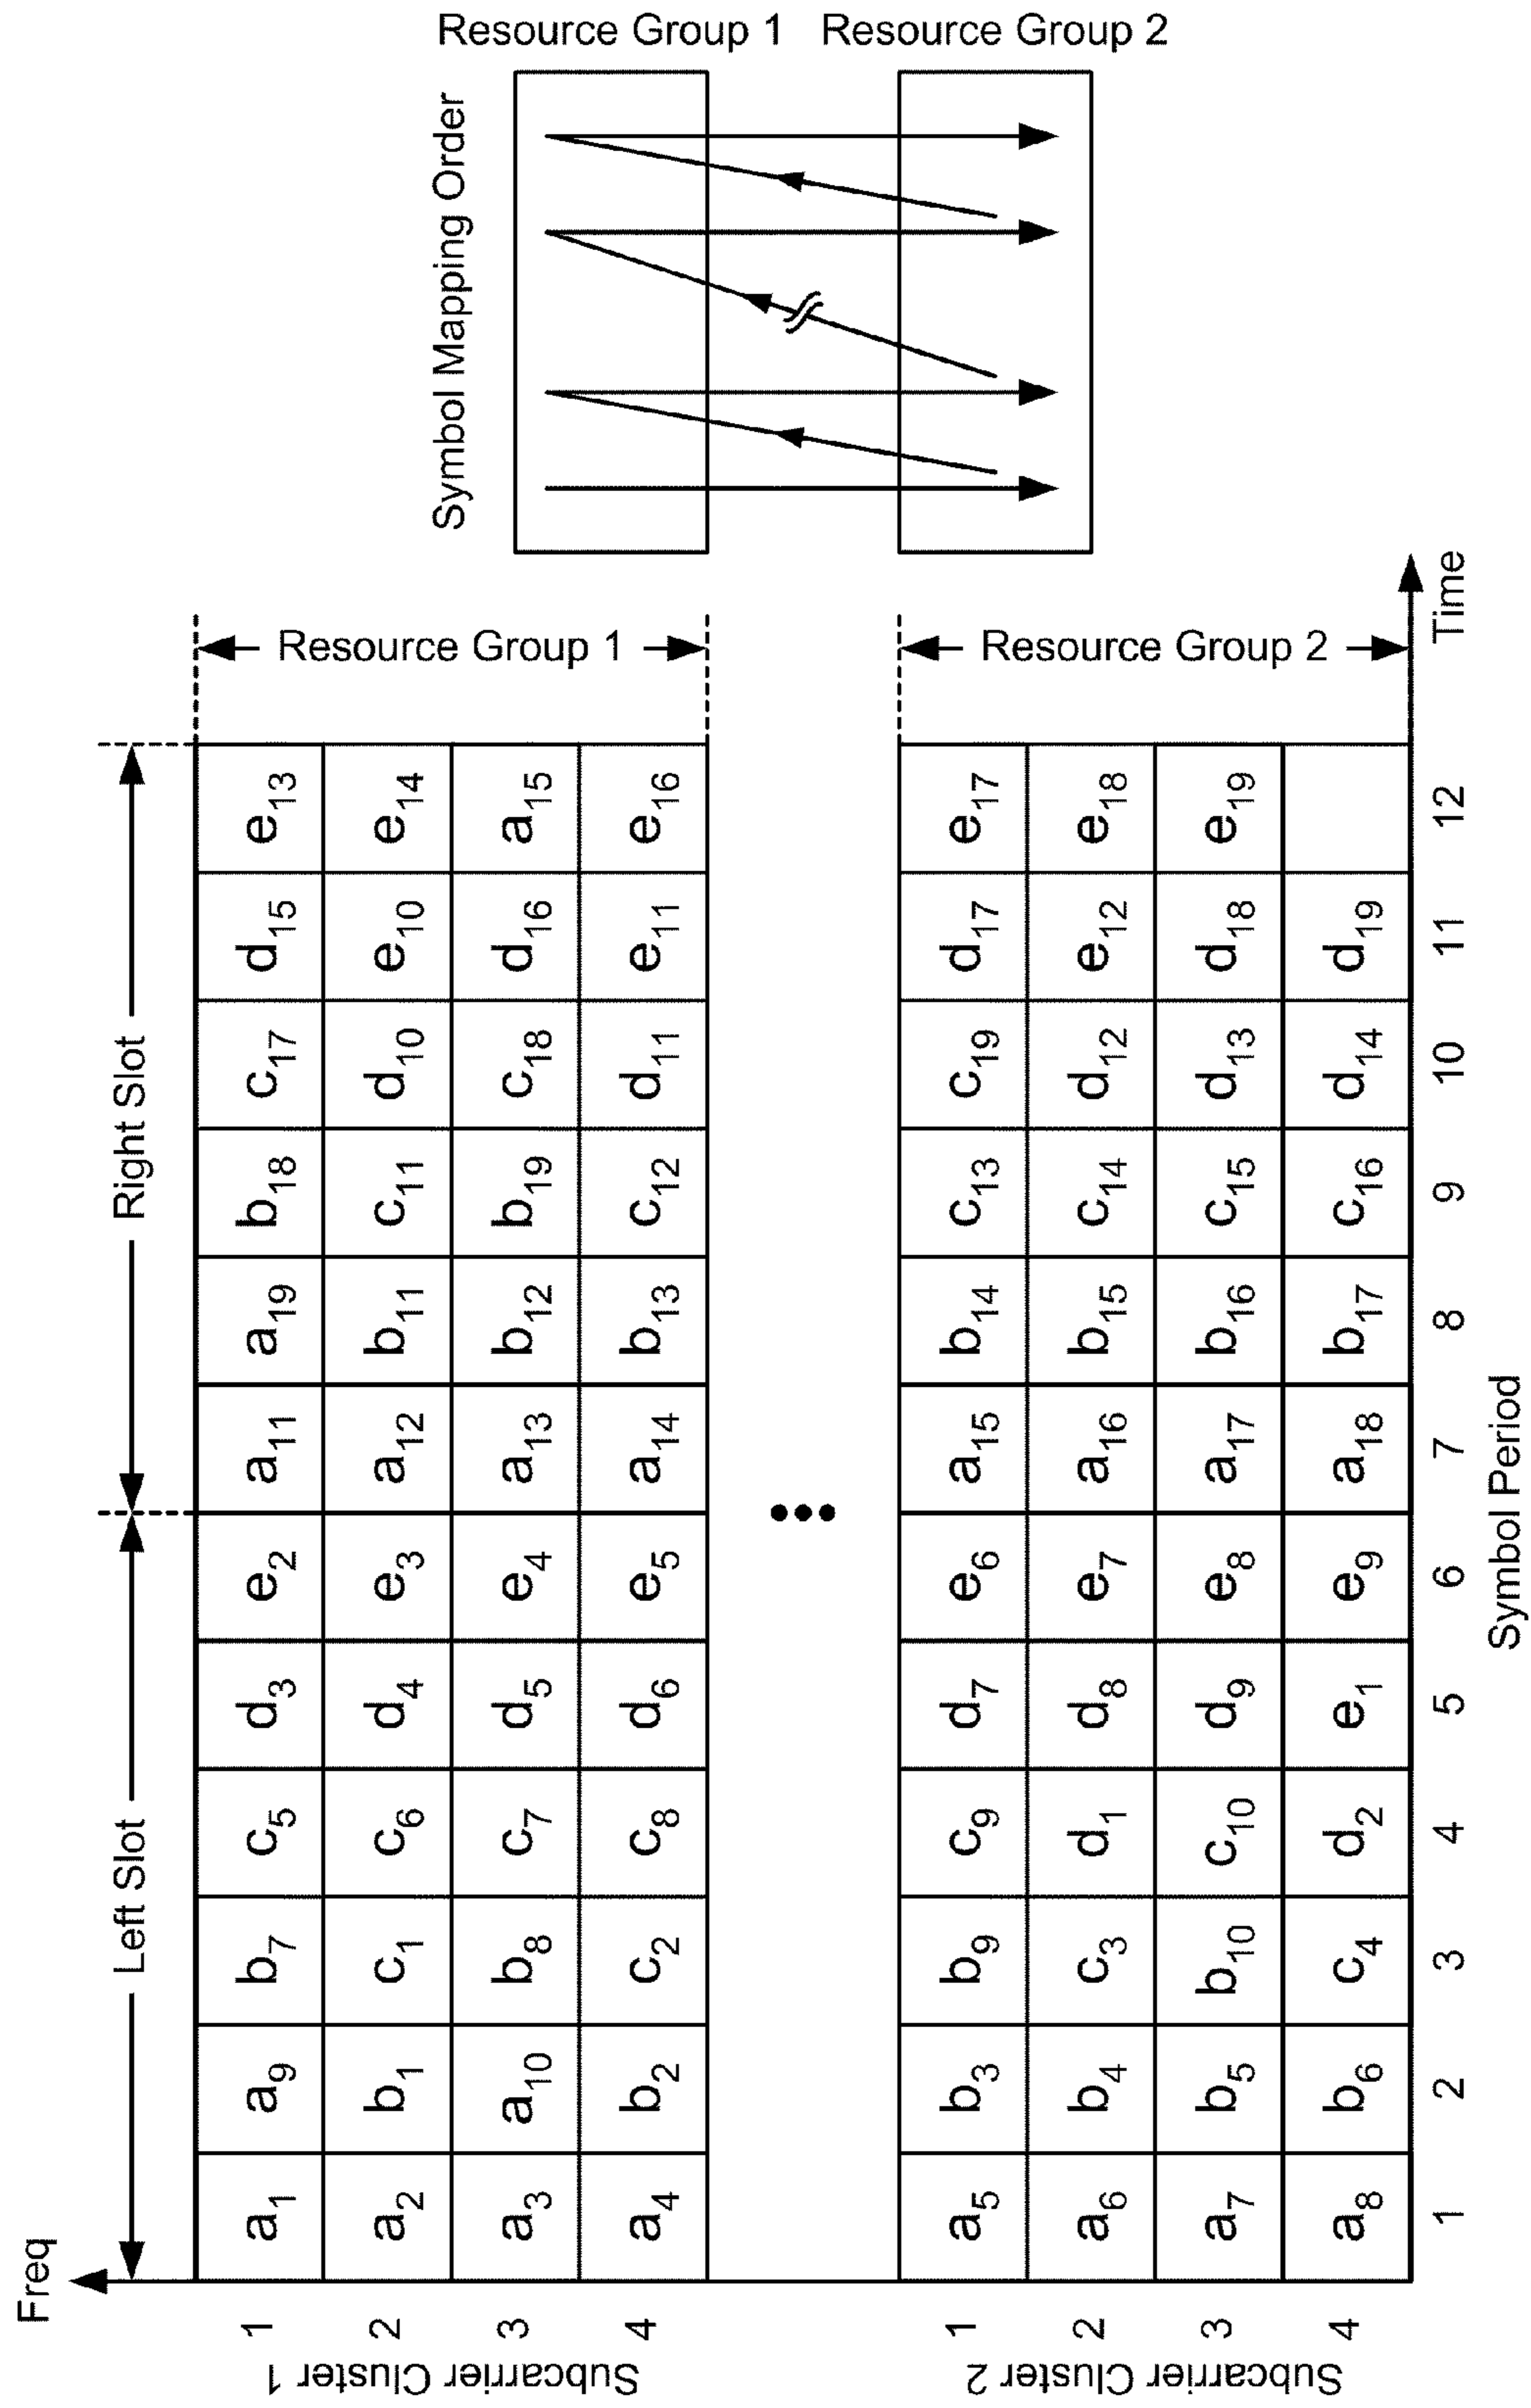 Freq
Left Slot
Right Slot
Subcarrier Cluster 1
1 a1 a9 b7 c5 d3 e2 a11 a19 b18 c17 d15 e13
2 a2 b1 c1 c6 d4 e3 a12 b11 c11 d10 e10 e14
3 a3 a10 b8 c7 d5 e4 a13 b12 b19 c18 d16 a15
4 a4 b2 c2 c8 d6 e5 a14 b13 c12 d11 e11 e16
Resource Group 1
Subcarrier Cluster 2
1 a5 b3 b9 c9 d7 e6 a15 b14 c13 c19 d17 e17
2 a6 b4 c3 d1 d8 e7 a16 b15 c14 d12 e12 e18
3 a7 b5 b10 c10 d9 e8 a17 b16 c15 d13 d18 e19
4 a8 b6 c4 d2 e1 e9 a18 b17 c16 d14 d19
Resource Group 2
1 2 3 4 5 6 7 8 9 10 11 12
Time
Symbol Period
Symbol Mapping Order
Resource Group 1
Resource Group 2